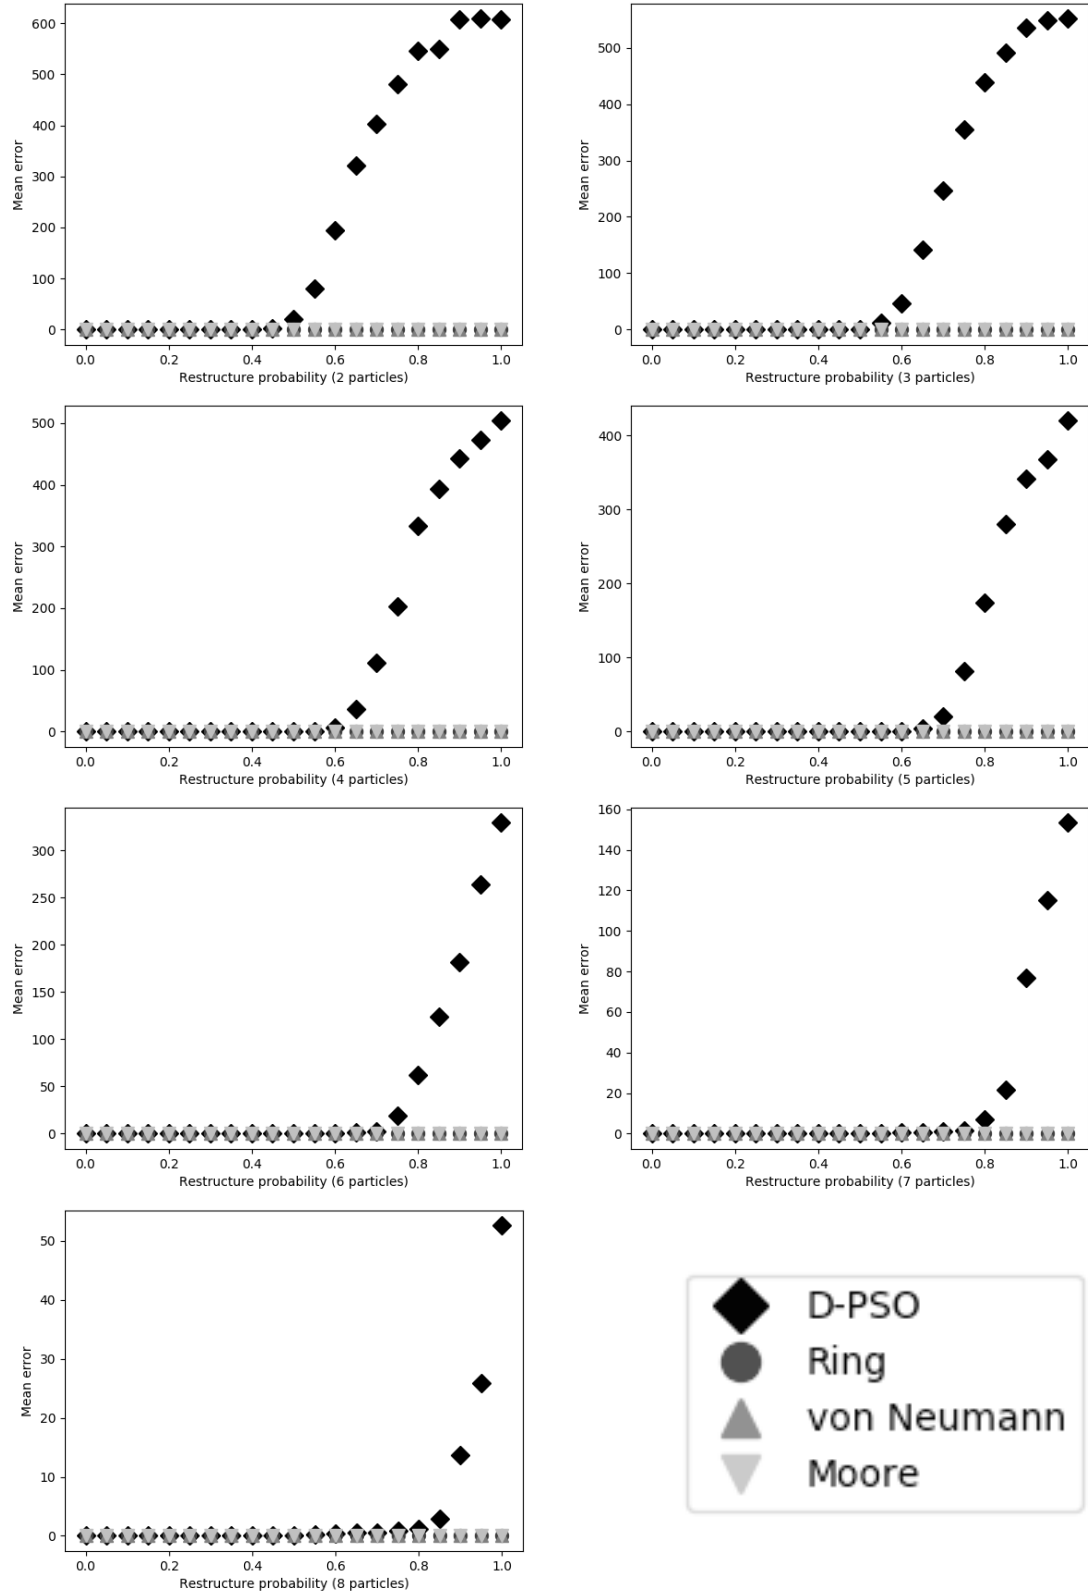 600
500
400
300
200
100
0
Mean error
0.0 0.2 0.4 0.6 0.8 1.0
Restructure probability (2 particles)
500
400
300
200
100
0
Mean error
0.0 0.2 0.4 0.6 0.8 1.0
Restructure probability (3 particles)
500
400
300
200
100
0
Mean error
0.0 0.2 0.4 0.6 0.8 1.0
Restructure probability (4 particles)
400
300
200
100
0
Mean error
0.0 0.2 0.4 0.6 0.8 1.0
Restructure probability (5 particles)
300
250
200
150
100
50
0
Mean error
0.0 0.2 0.4 0.6 0.8 1.0
Restructure probability (6 particles)
160
140
120
100
80
60
40
20
0
Mean error
0.0 0.2 0.4 0.6 0.8 1.0
Restructure probability (7 particles)
50
40
30
20
10
0
Mean error
0.0 0.2 0.4 0.6 0.8 1.0
Restructure probability (8 particles)
D-PSO
Ring
von Neumann
Moore